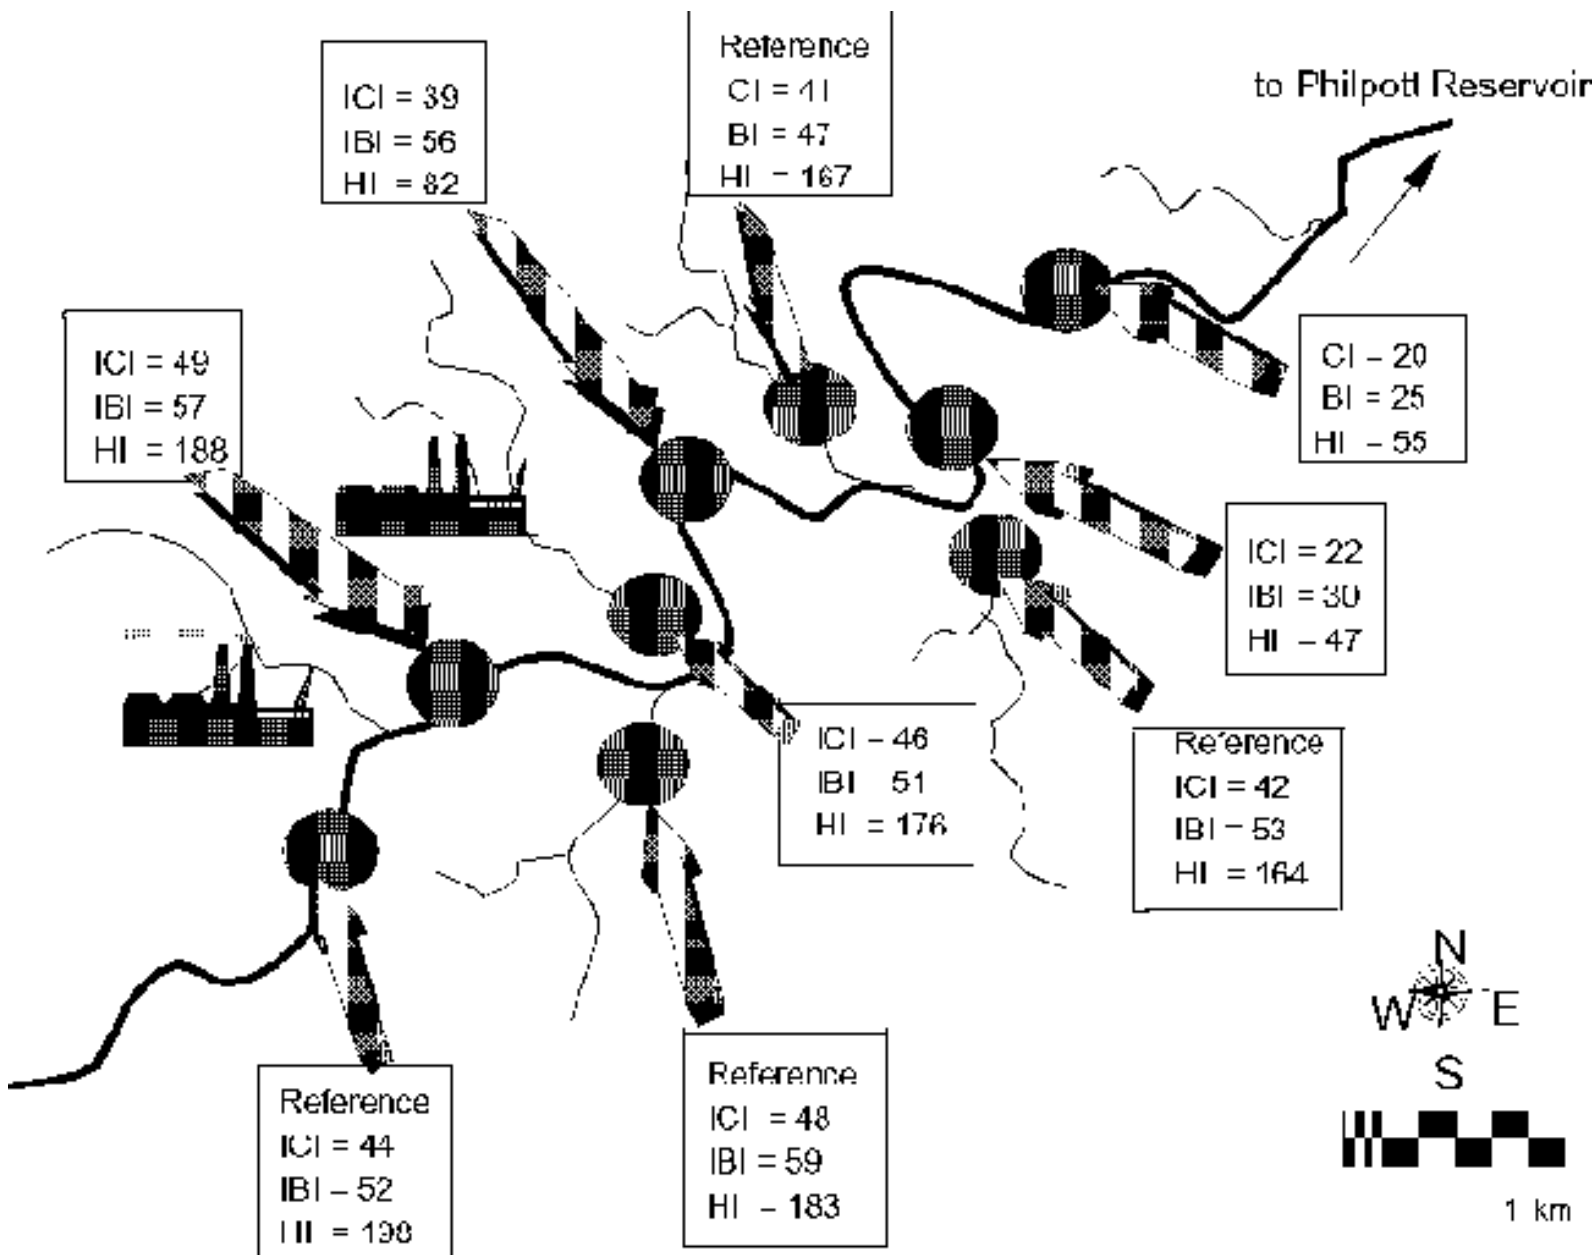 Reference
CI = 41
BI = 47
HI - 167
to Philpott Reservoir
ICI = 39
IBI = 56
HI = 82
ICI = 49
IBI = 57
HI = 188
CI - 20
BI = 25
HI - 55
ICI = 22
IBI = 30
HI - 47
ICI - 46
IBI 51
HI = 176
Reference
ICI = 42
IBI - 53
HI = 164
N
W E
S
Reference
ICI = 44
IBI - 52
HI = 198
Reference
ICI = 48
IBI = 59
HI - 183
1 km